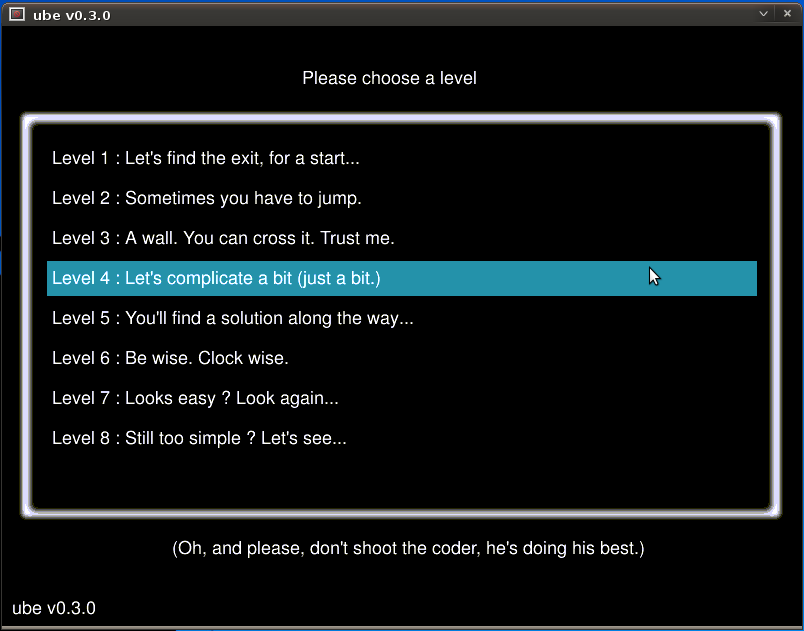 ube v0.3.0
Please choose a level
Level 1 : Let's find the exit, for a start...
Level 2 : Sometimes you have to jump.
Level 3 : A wall. You can cross it. Trust me.
Level 4 : Let's complicate a bit (just a bit.)
Level 5 : You'll find a solution along the way...
Level 6 : Be wise. Clock wise.
Level 7 : Looks easy ? Look again...
Level 8 : Still too simple ? Let's see...
(Oh, and please, don't shoot the coder, he's doing his best.)
ube v0.3.0